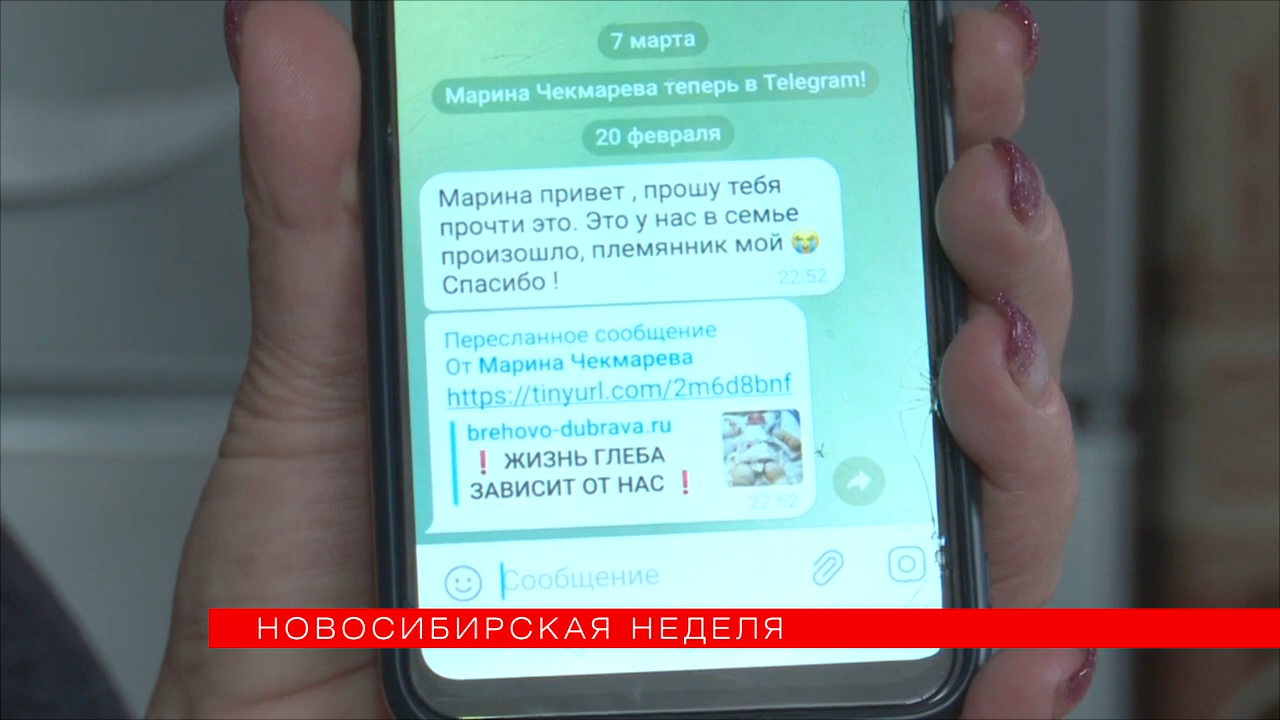 7 марта
Марина Чекмарева теперь в Telegram!
20 февраля
Марина привет , прошу тебя
прочти это. Это у нас в семье
произошло, племянник мой 😭
Спасибо !
22:52
Пересланное сообщение
От Марина Чекмарева
https://tinyurl.com/2m6d8bnf
brehovo-dubrava.ru
❗ ЖИЗНЬ ГЛЕБА
ЗАВИСИТ ОТ НАС ❗
22:52
Сообщение
НОВОСИБИРСКАЯ НЕДЕЛЯ